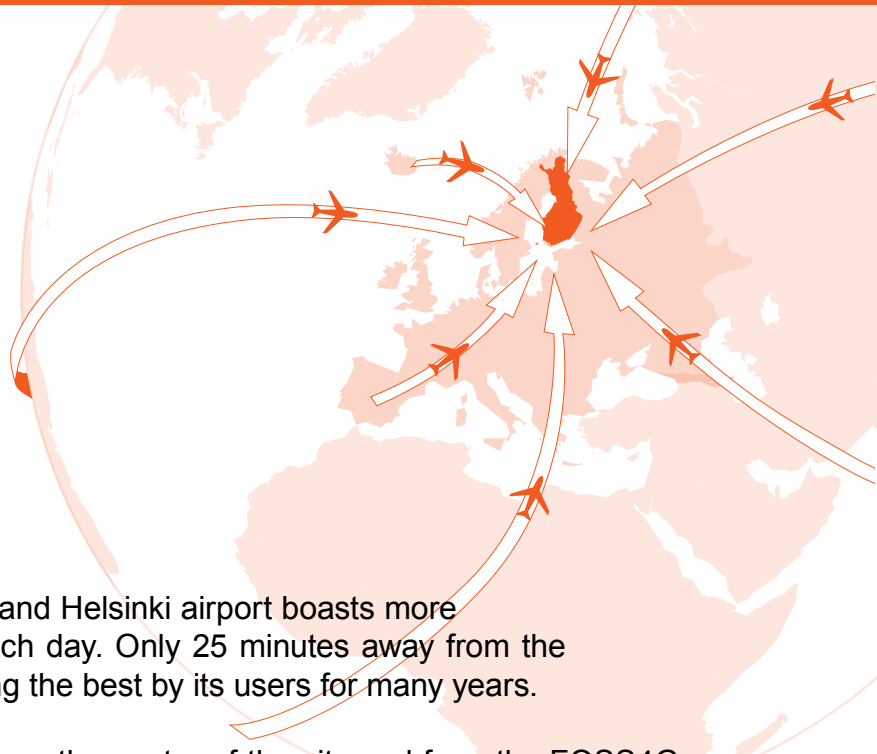 and Helsinki airport boasts more
ch day. Only 25 minutes away from the
ng the best by its users for many years.